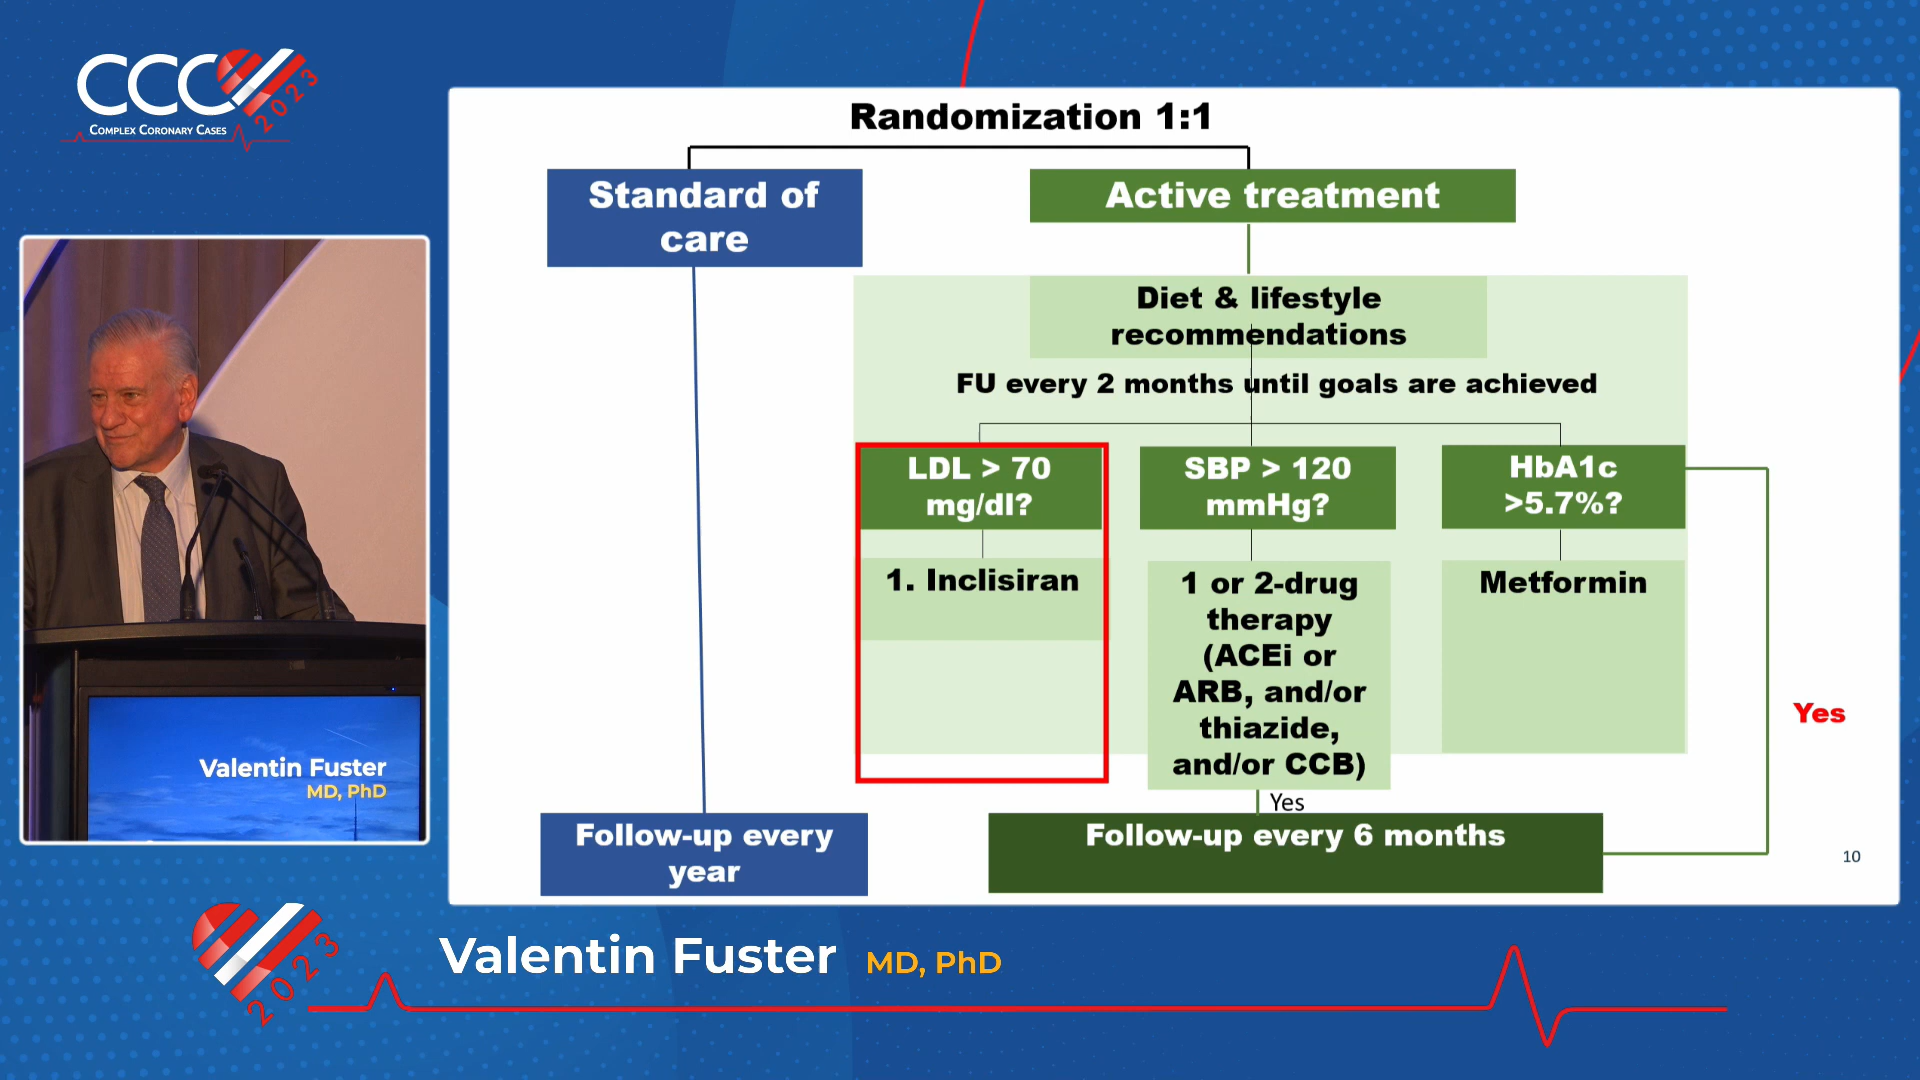 CCC
COMPLEX CORONARY CASES
2023
Randomization 1:1
Standard of
care
Active treatment
Diet & lifestyle
recommendations
FU every 2 months until goals are achieved
LDL > 70
mg/dl?
SBP > 120
mmHg?
HbA1c
>5.7%?
1. Inclisiran
1 or 2-drug
therapy
(ACEi or
ARB, and/or
thiazide,
and/or CCB)
Metformin
Yes
Yes
Follow-up every
year
Follow-up every 6 months
10
Valentin Fuster
MD, PhD
2023
Valentin Fuster MD, PhD